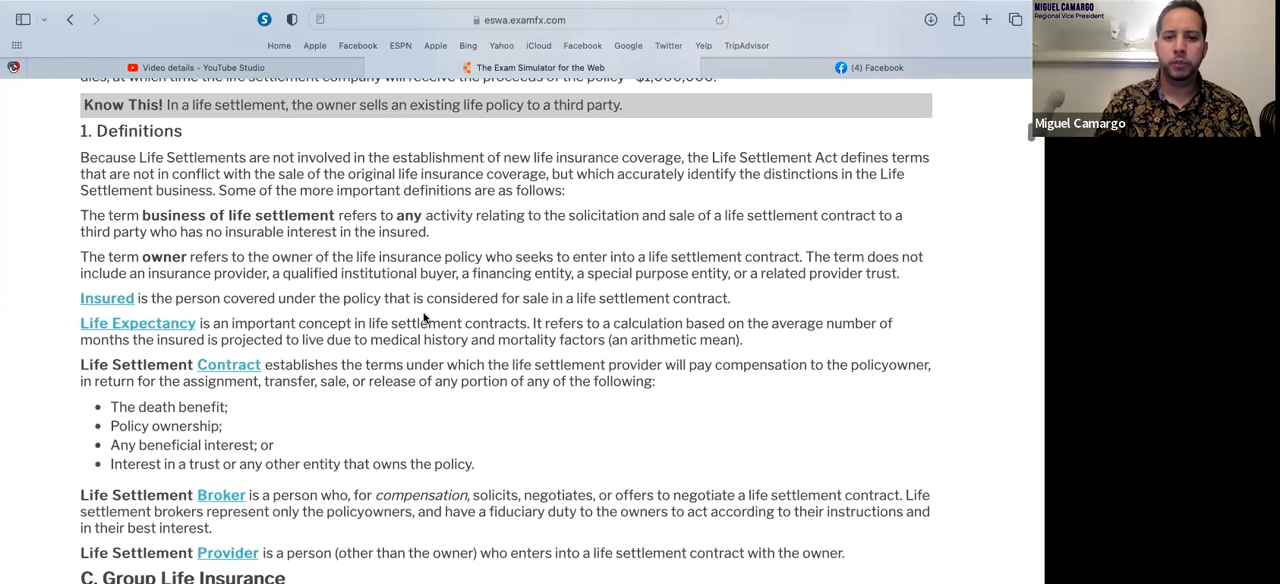 eswa.examfx.com
MIGUEL CAMARGO
Regional Vice President
Home Apple Facebook ESPN Apple Bing Yahoo iCloud Facebook Google Twitter Yelp TripAdvisor
Video details - YouTube Studio
The Exam Simulator for the Web
(4) Facebook
dies, at which time the life settlement company will receive the proceeds of the policy - $1,000,000.
Know This! In a life settlement, the owner sells an existing life policy to a third party.
Miguel Camargo
1. Definitions
Because Life Settlements are not involved in the establishment of new life insurance coverage, the Life Settlement Act defines terms
that are not in conflict with the sale of the original life insurance coverage, but which accurately identify the distinctions in the Life
Settlement business. Some of the more important definitions are as follows:
The term business of life settlement refers to any activity relating to the solicitation and sale of a life settlement contract to a
third party who has no insurable interest in the insured.
The term owner refers to the owner of the life insurance policy who seeks to enter into a life settlement contract. The term does not
include an insurance provider, a qualified institutional buyer, a financing entity, a special purpose entity, or a related provider trust.
Insured is the person covered under the policy that is considered for sale in a life settlement contract.
Life Expectancy is an important concept in life settlement contracts. It refers to a calculation based on the average number of
months the insured is projected to live due to medical history and mortality factors (an arithmetic mean).
Life Settlement Contract establishes the terms under which the life settlement provider will pay compensation to the policyowner,
in return for the assignment, transfer, sale, or release of any portion of any of the following:
• The death benefit;
• Policy ownership;
• Any beneficial interest; or
• Interest in a trust or any other entity that owns the policy.
Life Settlement Broker is a person who, for compensation, solicits, negotiates, or offers to negotiate a life settlement contract. Life
settlement brokers represent only the policyowners, and have a fiduciary duty to the owners to act according to their instructions and
in their best interest.
Life Settlement Provider is a person (other than the owner) who enters into a life settlement contract with the owner.
C. Group Life Insurance